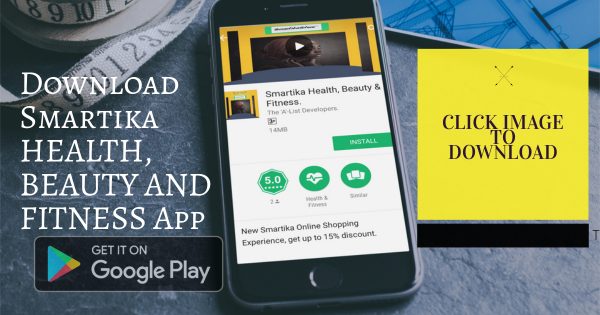 Download
Smartika
HEALTH,
BEAUTY AND
FITNESS App
GET IT ON
Google Play
Smartika Health, Beauty &
Fitness.
The 'A'-List Developers.
3+
14MB
INSTALL
5.0
2
Health &
Fitness
Similar
New Smartika Online Shopping
Experience, get up to 15% discount.
CLICK IMAGE
TO
DOWNLOAD
T